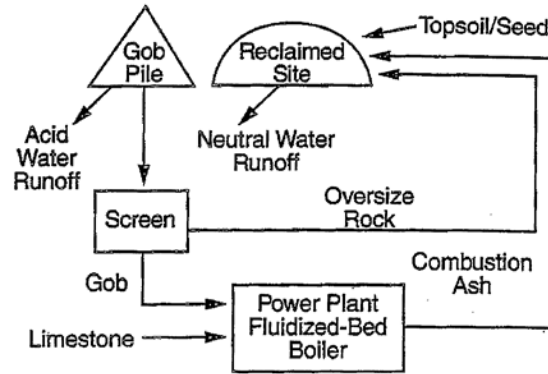 Gob
Pile
Reclaimed
Site
Topsoil/Seed
Acid
Water
Runoff
Neutral Water
Runoff
Screen
Oversize
Rock
Gob
Combustion
Ash
Limestone
Power Plant
Fluidized-Bed
Boiler